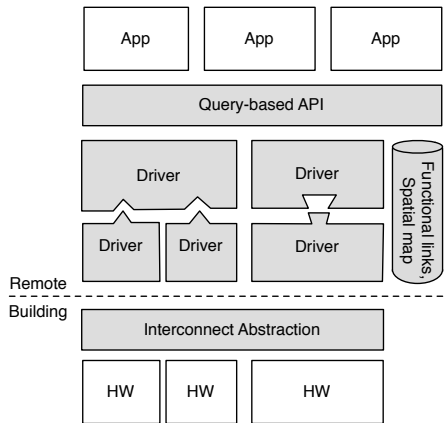 App
App
App
Query-based API
Driver
Driver
Functional links,
Spatial map
Driver
Driver
Driver
Remote
Building
Interconnect Abstraction
HW
HW
HW